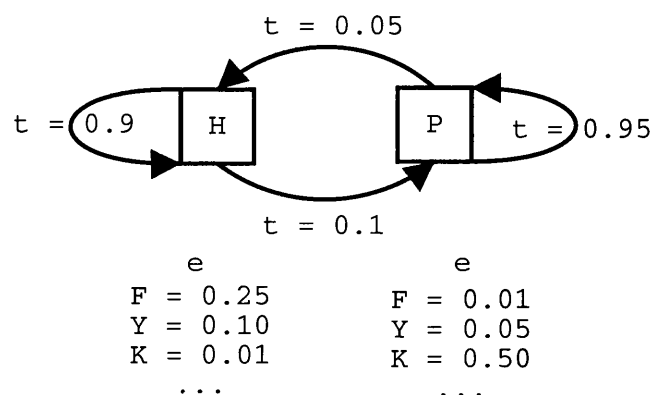 t = 0.05
t = 0.9 H P t = 0.95
t = 0.1
e e
F = 0.25 F = 0.01
Y = 0.10 Y = 0.05
K = 0.01 K = 0.50
... ...